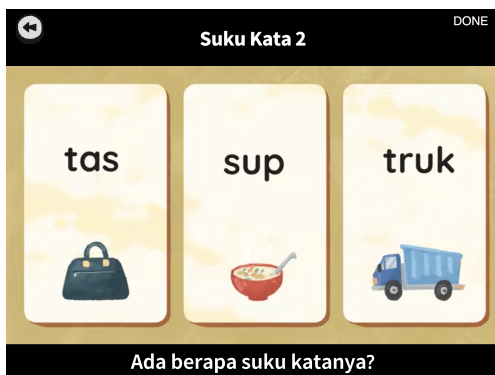 DONE
Suku Kata 2
tas
sup
truk
Ada berapa suku katanya?